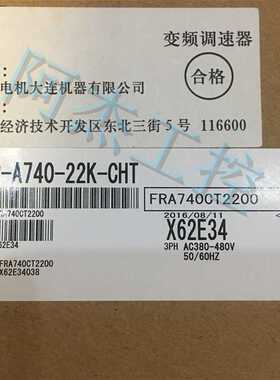 变频调速器
合格
电机大连机器有限公司
经济技术开发区东北三街5号 116600
阿杰工控
-A740-22K-CHT
FRA740CT2200
2016/08/11
740CT2200
X62E34
3PH AC380-480V
50/60HZ
62E34
FRA740CT2200
X62E34038